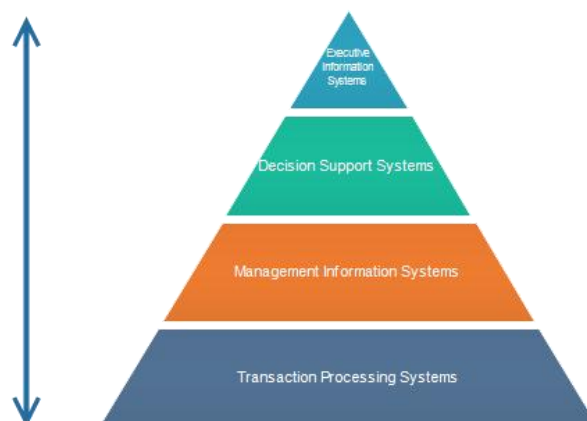 Executive
Information
Systems
Decision Support Systems
Management Information Systems
Transaction Processing Systems